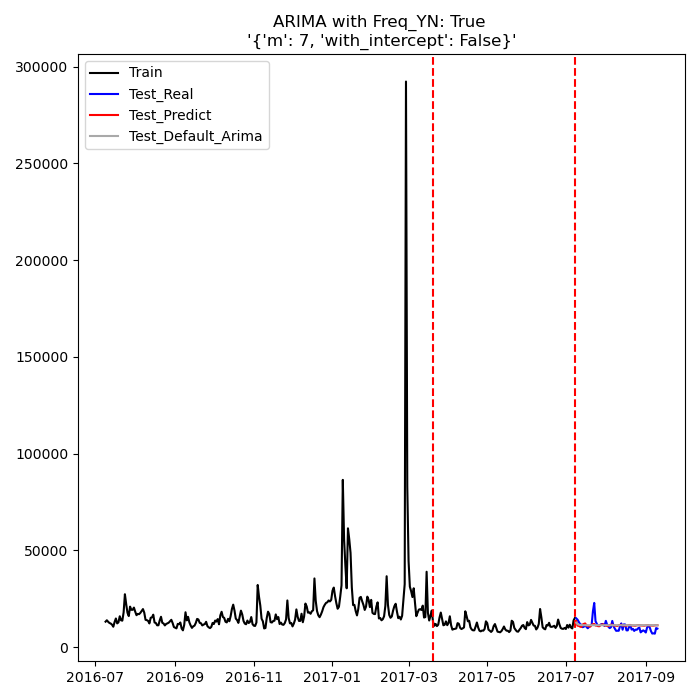 ARIMA with Freq_YN: True
'{'m': 7, 'with_intercept': False}'
Train
Test_Real
Test_Predict
Test_Default_Arima
300000
250000
200000
150000
100000
50000
0
2016-07 2016-09 2016-11 2017-01 2017-03 2017-05 2017-07 2017-09